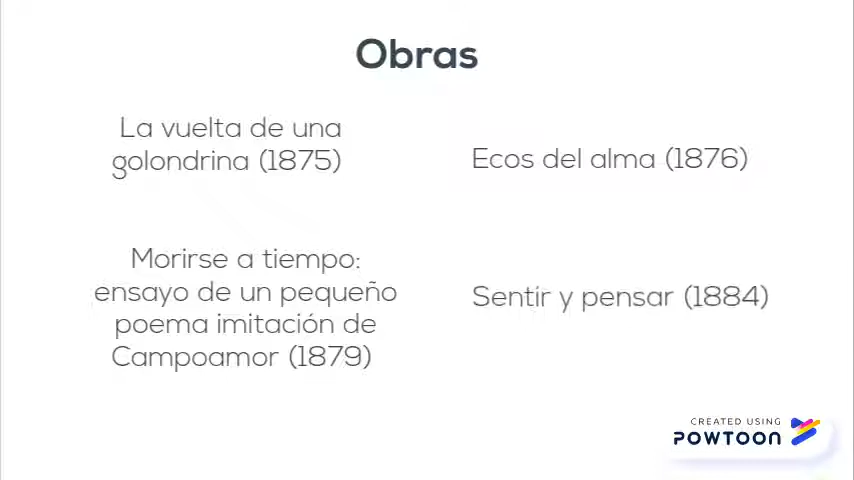 Obras
La vuelta de una
golondrina (1875)
Ecos del alma (1876)
Morirse a tiempo:
ensayo de un pequeño
poema imitación de
Campoamor (1879)
Sentir y pensar (1884)
CREATED USING
POWTOON